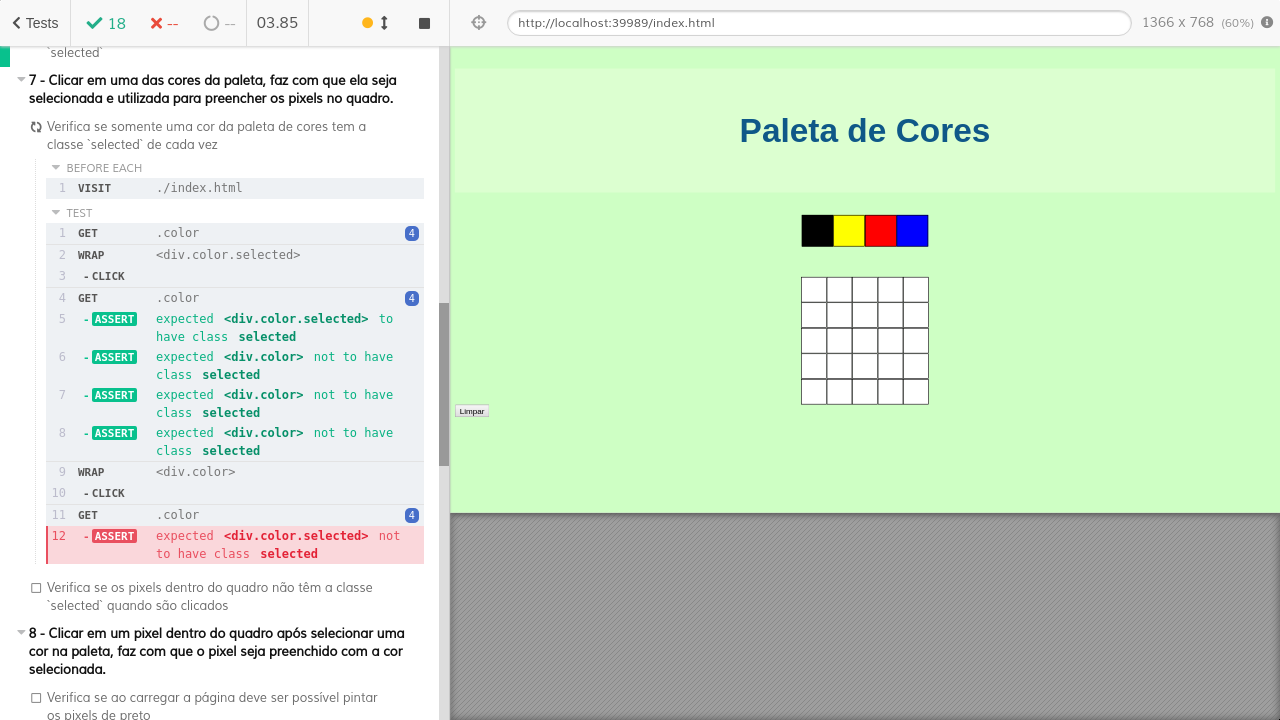 Tests
18
--
--
03.85
http://localhost:39989/index.html
1366 x 768 (60%)
`selected`
7 - Clicar em uma das cores da paleta, faz com que ela seja
selecionada e utilizada para preencher os pixels no quadro.
Verifica se somente uma cor da paleta de cores tem a
classe `selected` de cada vez
BEFORE EACH
1 VISIT ./index.html
TEST
1 GET .color 4
2 WRAP <div.color.selected>
3 -CLICK
4 GET .color 4
5 -ASSERT expected <div.color.selected> to
have class selected
6 -ASSERT expected <div.color> not to have
class selected
7 -ASSERT expected <div.color> not to have
class selected
8 -ASSERT expected <div.color> not to have
class selected
9 WRAP <div.color>
10 -CLICK
11 GET .color 4
12 -ASSERT expected <div.color.selected> not
to have class selected
Verifica se os pixels dentro do quadro não têm a classe
`selected` quando são clicados
8 - Clicar em um pixel dentro do quadro após selecionar uma
cor na paleta, faz com que o pixel seja preenchido com a cor
selecionada.
Verifica se ao carregar a página deve ser possível pintar
os pixels de preto
Paleta de Cores
Limpar